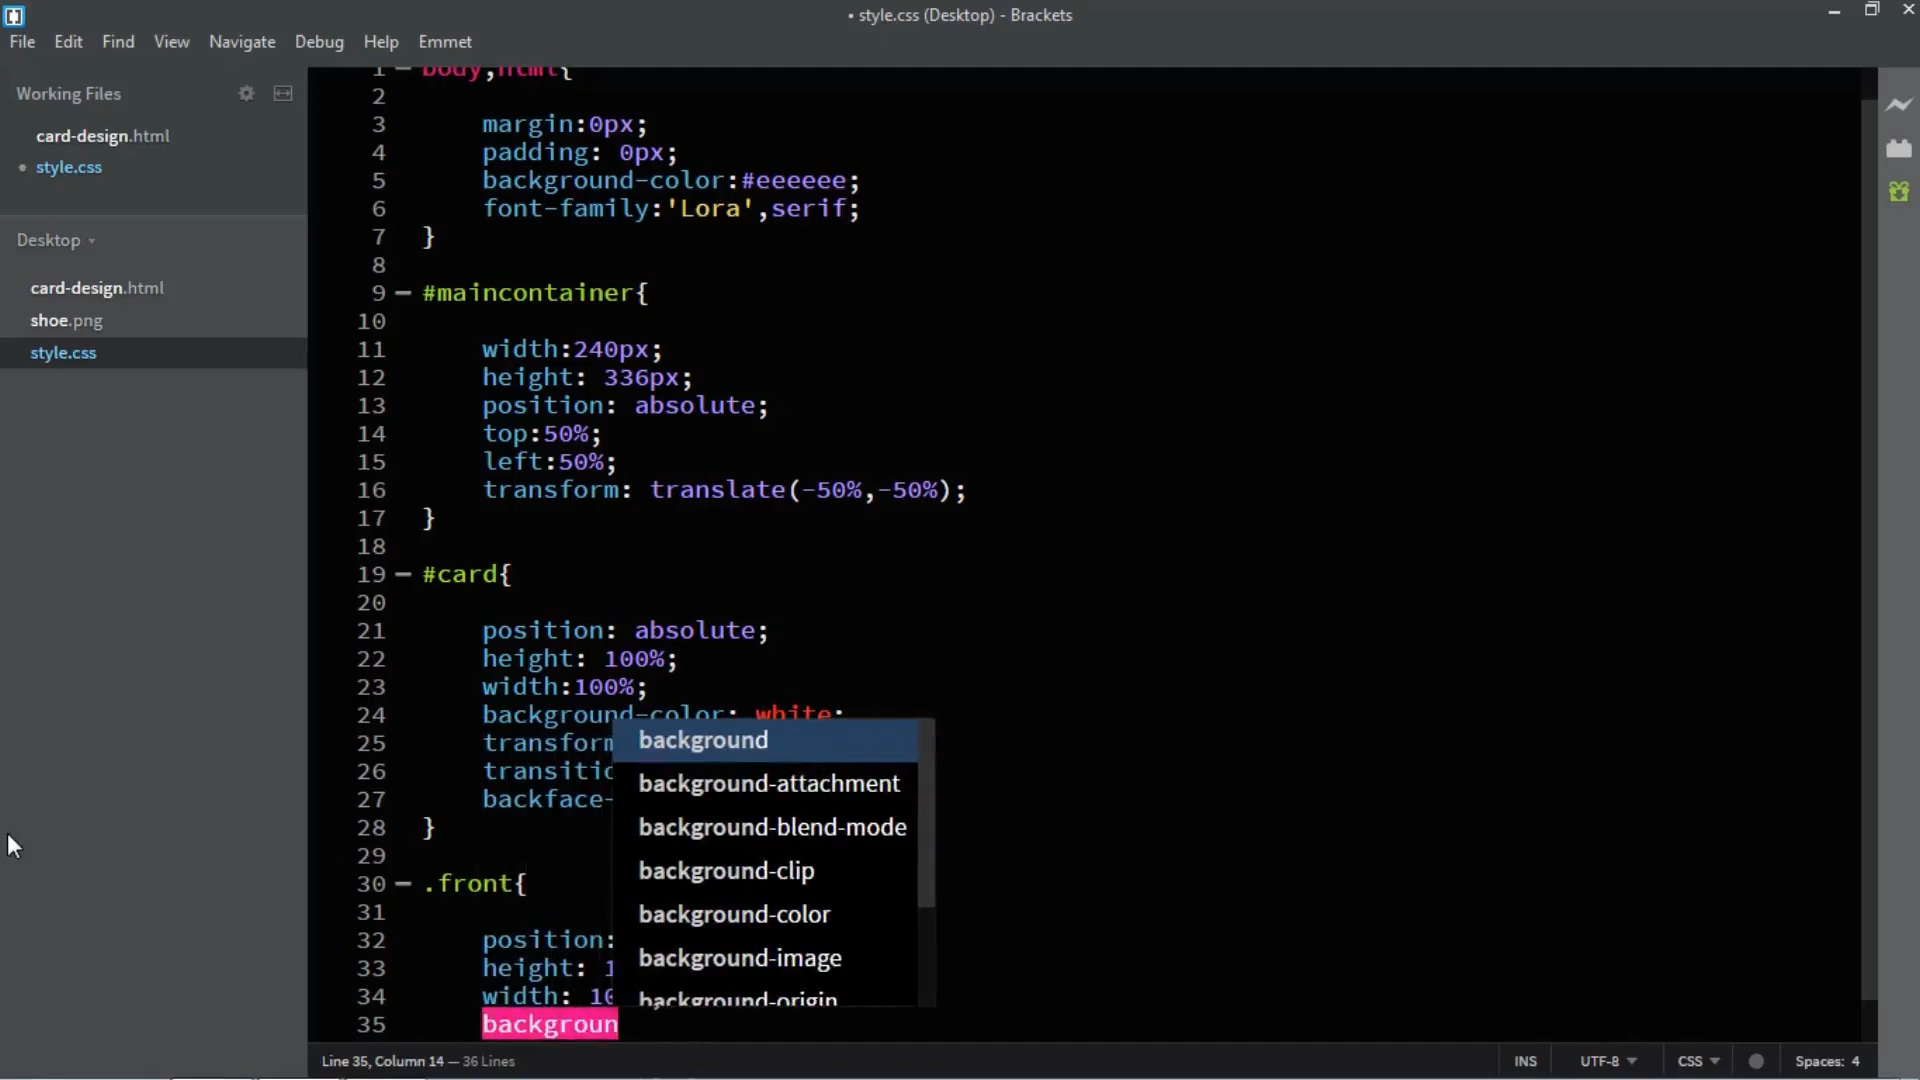 • style.css (Desktop) - Brackets
File Edit Find View Navigate Debug Help Emmet
Working Files
card-design.html
• style.css
Desktop
card-design.html
shoe.png
style.css
1 body,html{
2
3 margin:0px;
4 padding: 0px;
5 background-color:#eeeeee;
6 font-family:'Lora',serif;
7 }
8
9 #maincontainer{
10
11 width:240px;
12 height: 336px;
13 position: absolute;
14 top:50%;
15 left:50%;
16 transform: translate(-50%,-50%);
17 }
18
19 #card{
20
21 position: absolute;
22 height: 100%;
23 width:100%;
24 background-color: white;
25 transform
26 transitio
27 backface-
28 }
29
30 .front{
31
32 position:
33 height: 1
34 width: 10
35 backgroun
background
background-attachment
background-blend-mode
background-clip
background-color
background-image
background-origin
Line 35, Column 14 — 36 Lines
INS UTF-8 CSS Spaces: 4